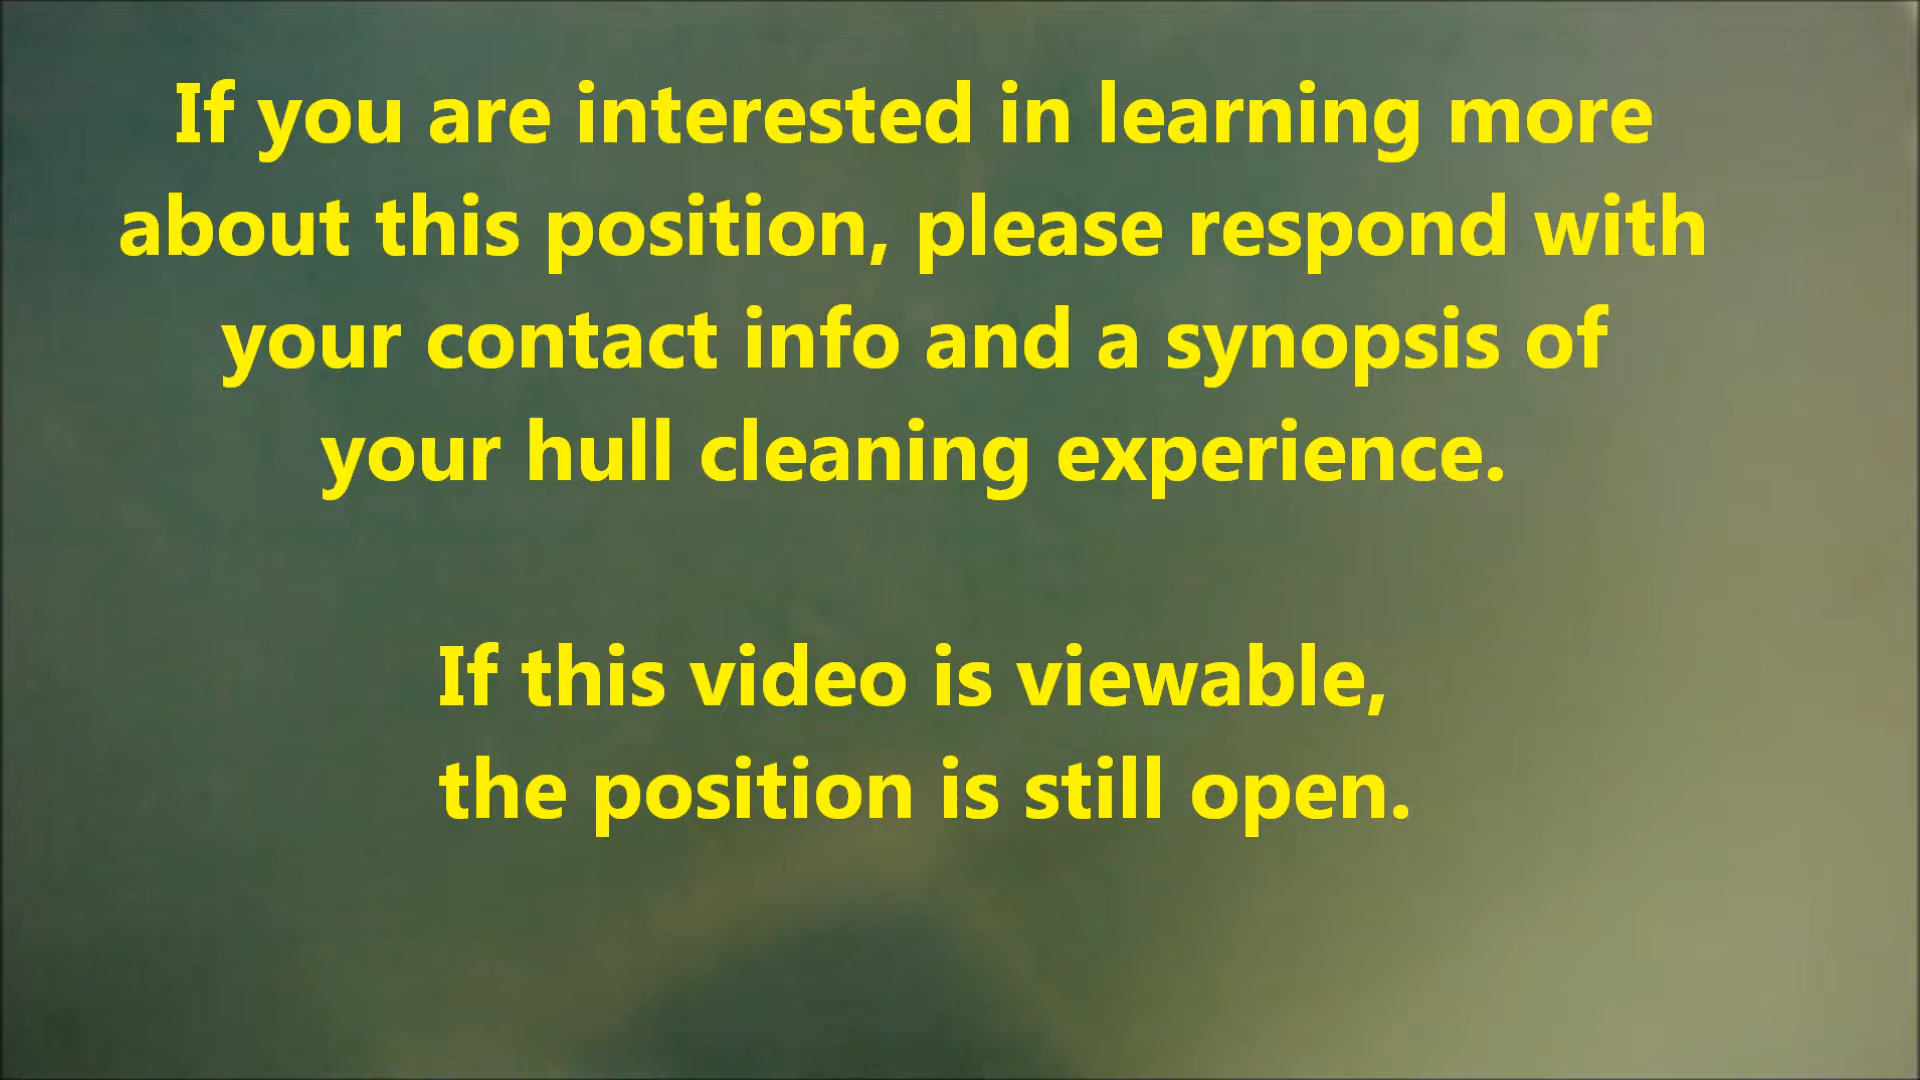 If you are interested in learning more
about this position, please respond with
your contact info and a synopsis of
your hull cleaning experience.
If this video is viewable,
the position is still open.